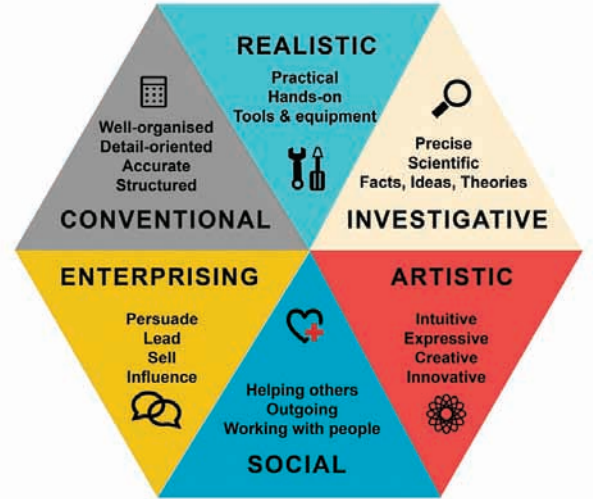 REALISTIC
Practical
Hands-on
Tools & equipment
Precise
Scientific
Facts, Ideas, Theories
INVESTIGATIVE
ARTISTIC
Intuitive
Expressive
Creative
Innovative
Helping others
Outgoing
Working with people
SOCIAL
ENTERPRISING
Persuade
Lead
Sell
Influence
Well-organised
Detail-oriented
Accurate
Structured
CONVENTIONAL